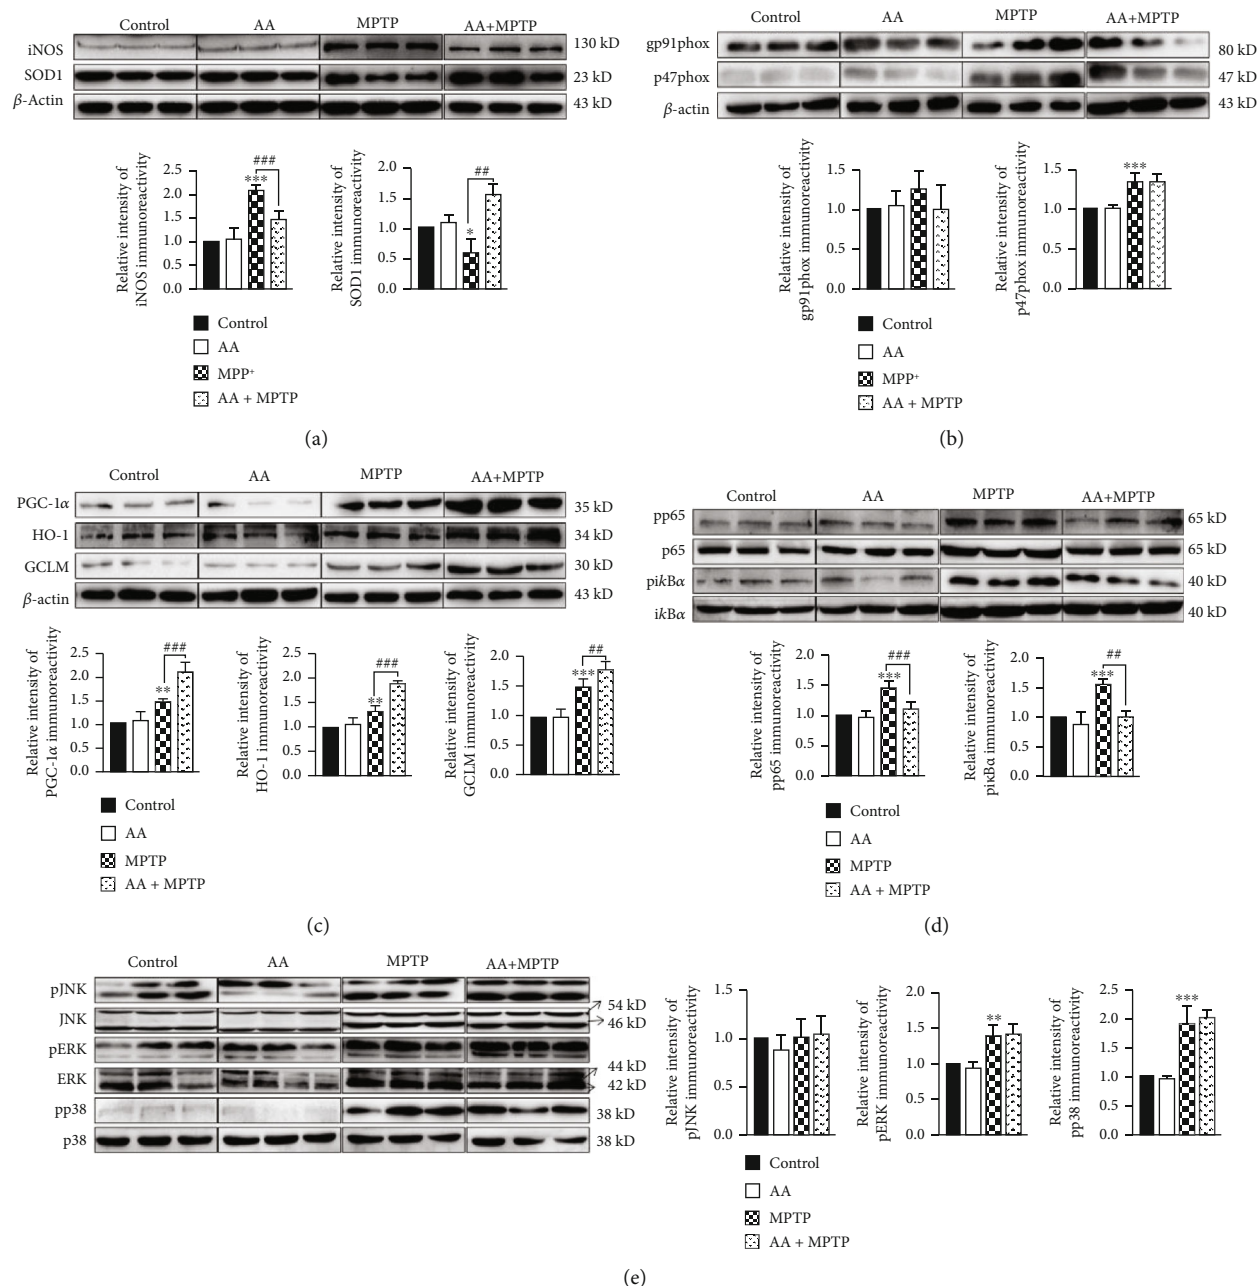 Control AA MPTP AA+MPTP
iNOS 130 kD
SOD1 23 kD
β-Actin 43 kD
Relative intensity of
iNOS immunoreactivity
2.5
2.0
1.5
1.0
0.5
0.0
***
###
Relative intensity of
SOD1 immunoreactivity
2.0
1.5
1.0
0.5
0.0
*
##
Control
AA
MPP⁺
AA + MPTP
(a)
Control AA MPTP AA+MPTP
gp91phox 80 kD
p47phox 47 kD
β-actin 43 kD
Relative intensity of
gp91phox immunoreactivity
1.5
1.0
0.5
0.0
Relative intensity of
p47phox immunoreactivity
1.5
1.0
0.5
0.0
***
Control
AA
MPP⁺
AA + MPTP
(b)
Control AA MPTP AA+MPTP
PGC-1α 35 kD
HO-1 34 kD
GCLM 30 kD
β-actin 43 kD
Relative intensity of
PGC-1α immunoreactivity
2.5
2.0
1.5
1.0
0.5
0.0
**
###
Relative intensity of
HO-1 immunoreactivity
2.5
2.0
1.5
1.0
0.5
0.0
**
###
Relative intensity of
GCLM immunoreactivity
2.0
1.5
1.0
0.5
0.0
***
##
Control
AA
MPTP
AA + MPTP
(c)
Control AA MPTP AA+MPTP
pp65 65 kD
p65 65 kD
pikBα 40 kD
ikBα 40 kD
Relative intensity of
pp65 immunoreactivity
2.0
1.5
1.0
0.5
0.0
***
###
Relative intensity of
piκBα immunoreactivity
2.0
1.5
1.0
0.5
0.0
***
##
Control
AA
MPTP
AA + MPTP
(d)
Control AA MPTP AA+MPTP
pJNK
54 kD
JNK 46 kD
pERK
44 kD
ERK 42 kD
pp38 38 kD
p38 38 kD
Relative intensity of
pJNK immunoreactivity
1.5
1.0
0.5
0.0
Relative intensity of
pERK immunoreactivity
2.0
1.5
1.0
0.5
0.0
**
Relative intensity of
pp38 immunoreactivity
2.5
2.0
1.5
1.0
0.5
0.0
***
Control
AA
MPTP
AA + MPTP
(e)